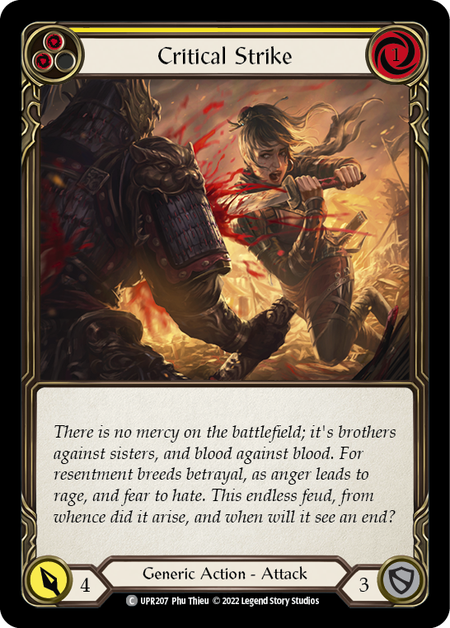 Critical Strike
1
There is no mercy on the battlefield; it's brothers
against sisters, and blood against blood. For
resentment breeds betrayal, as anger leads to
rage, and fear to hate. This endless feud, from
whence did it arise, and when will it see an end?
4
Generic Action - Attack
3
C UPR207 Phu Thieu © 2022 Legend Story Studios